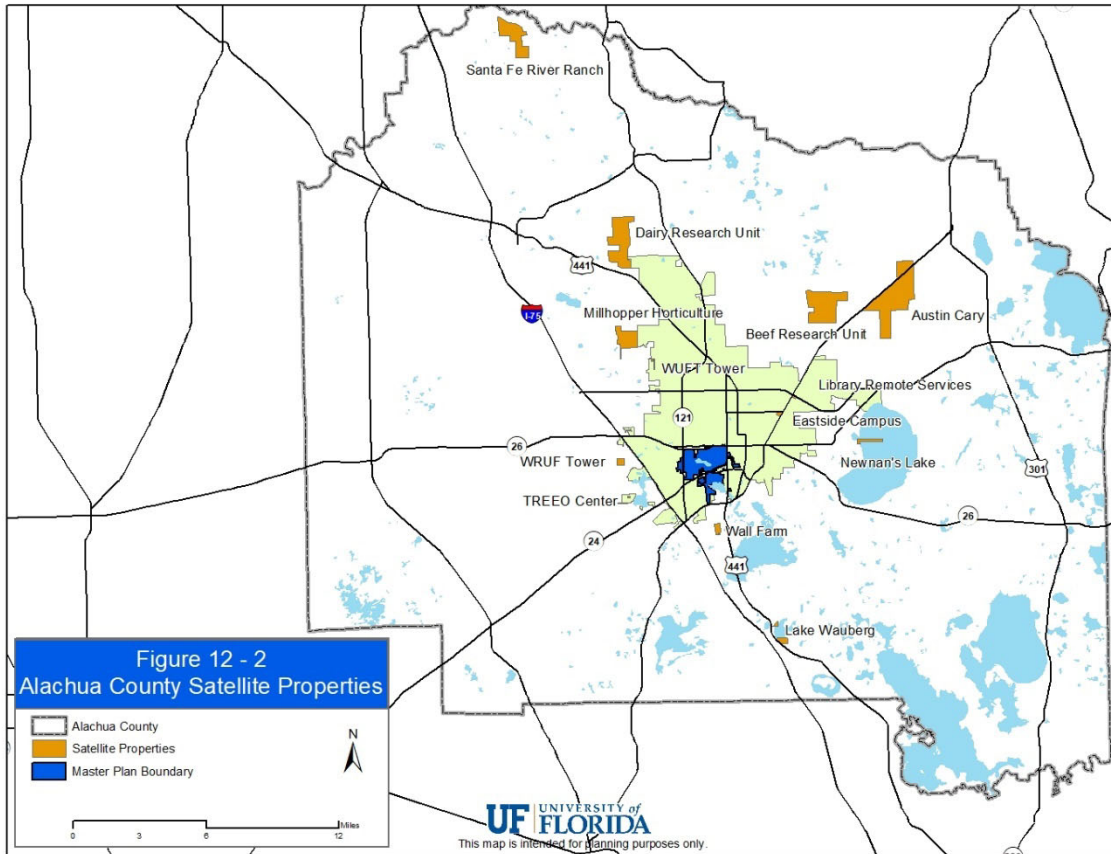 Santa Fe River Ranch
Dairy Research Unit
441
I-75
Millhopper Horticulture
Austin Cary
Beef Research Unit
WUFT Tower
Library Remote Services
121
Eastside Campus
26
WRUF Tower
Newnan's Lake
301
TREEO Center
26
Wall Farm
24
441
Lake Wauberg
Figure 12 - 2
Alachua County Satellite Properties
Alachua County
Satellite Properties
Master Plan Boundary
N
Miles
0 3 6 12
UF UNIVERSITY of
FLORIDA
This map is intended for planning purposes only.